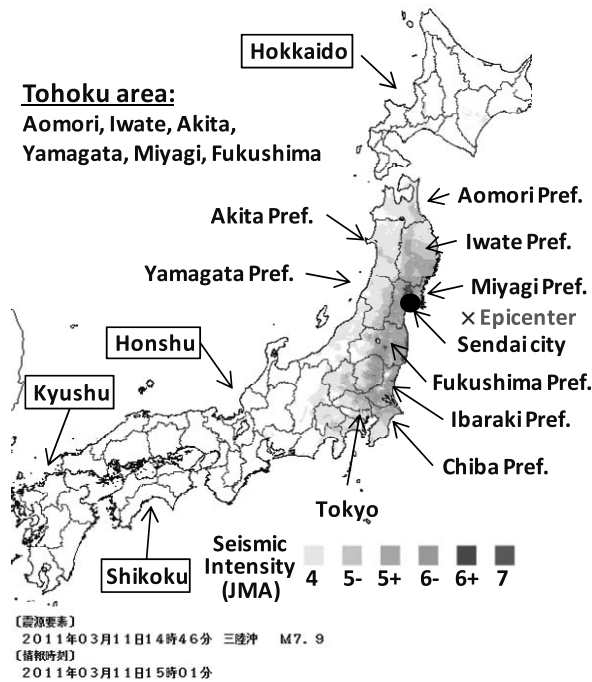 Hokkaido
Tohoku area:
Aomori, Iwate, Akita,
Yamagata, Miyagi, Fukushima
Aomori Pref.
Akita Pref.
Iwate Pref.
Yamagata Pref.
Miyagi Pref.
×Epicenter
Sendai city
Honshu
Kyushu
Fukushima Pref.
Ibaraki Pref.
Chiba Pref.
Tokyo
Shikoku
Seismic
Intensity
(JMA)
4 5- 5+ 6- 6+ 7
[震源要素]
2011年03月11日14時46分 三陸沖 M7.9
[情報時刻]
2011年03月11日15時01分